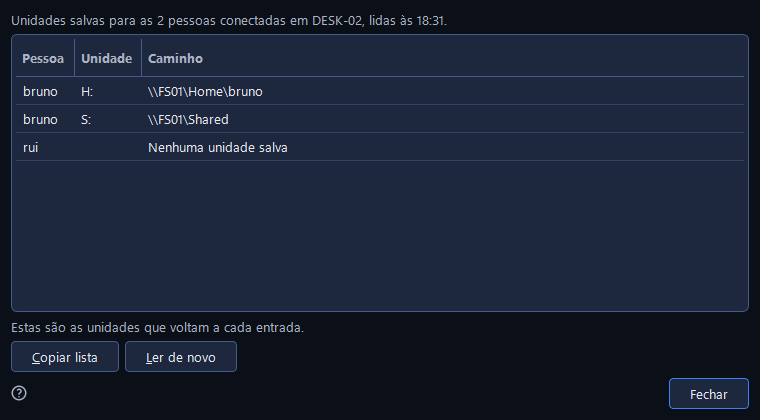 Unidades salvas para as 2 pessoas conectadas em DESK-02, lidas às 18:31.
Pessoa Unidade Caminho
bruno H: \\FS01\Home\bruno
bruno S: \\FS01\Shared
rui Nenhuma unidade salva
Estas são as unidades que voltam a cada entrada.
Copiar lista Ler de novo
?
Fechar